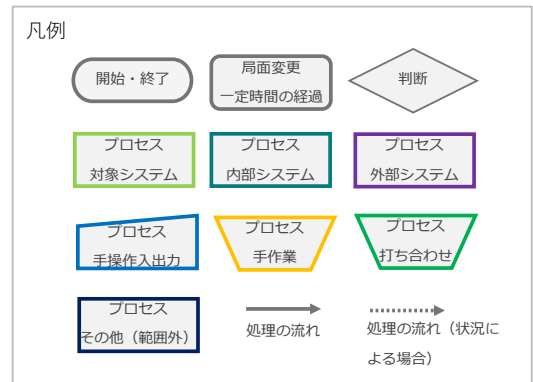 凡例
開始・終了
局面変更
一定時間の経過
判断
プロセス
対象システム
プロセス
内部システム
プロセス
外部システム
プロセス
手操作入出力
プロセス
手作業
プロセス
打ち合わせ
プロセス
その他（範囲外）
処理の流れ
処理の流れ（状況に
よる場合）